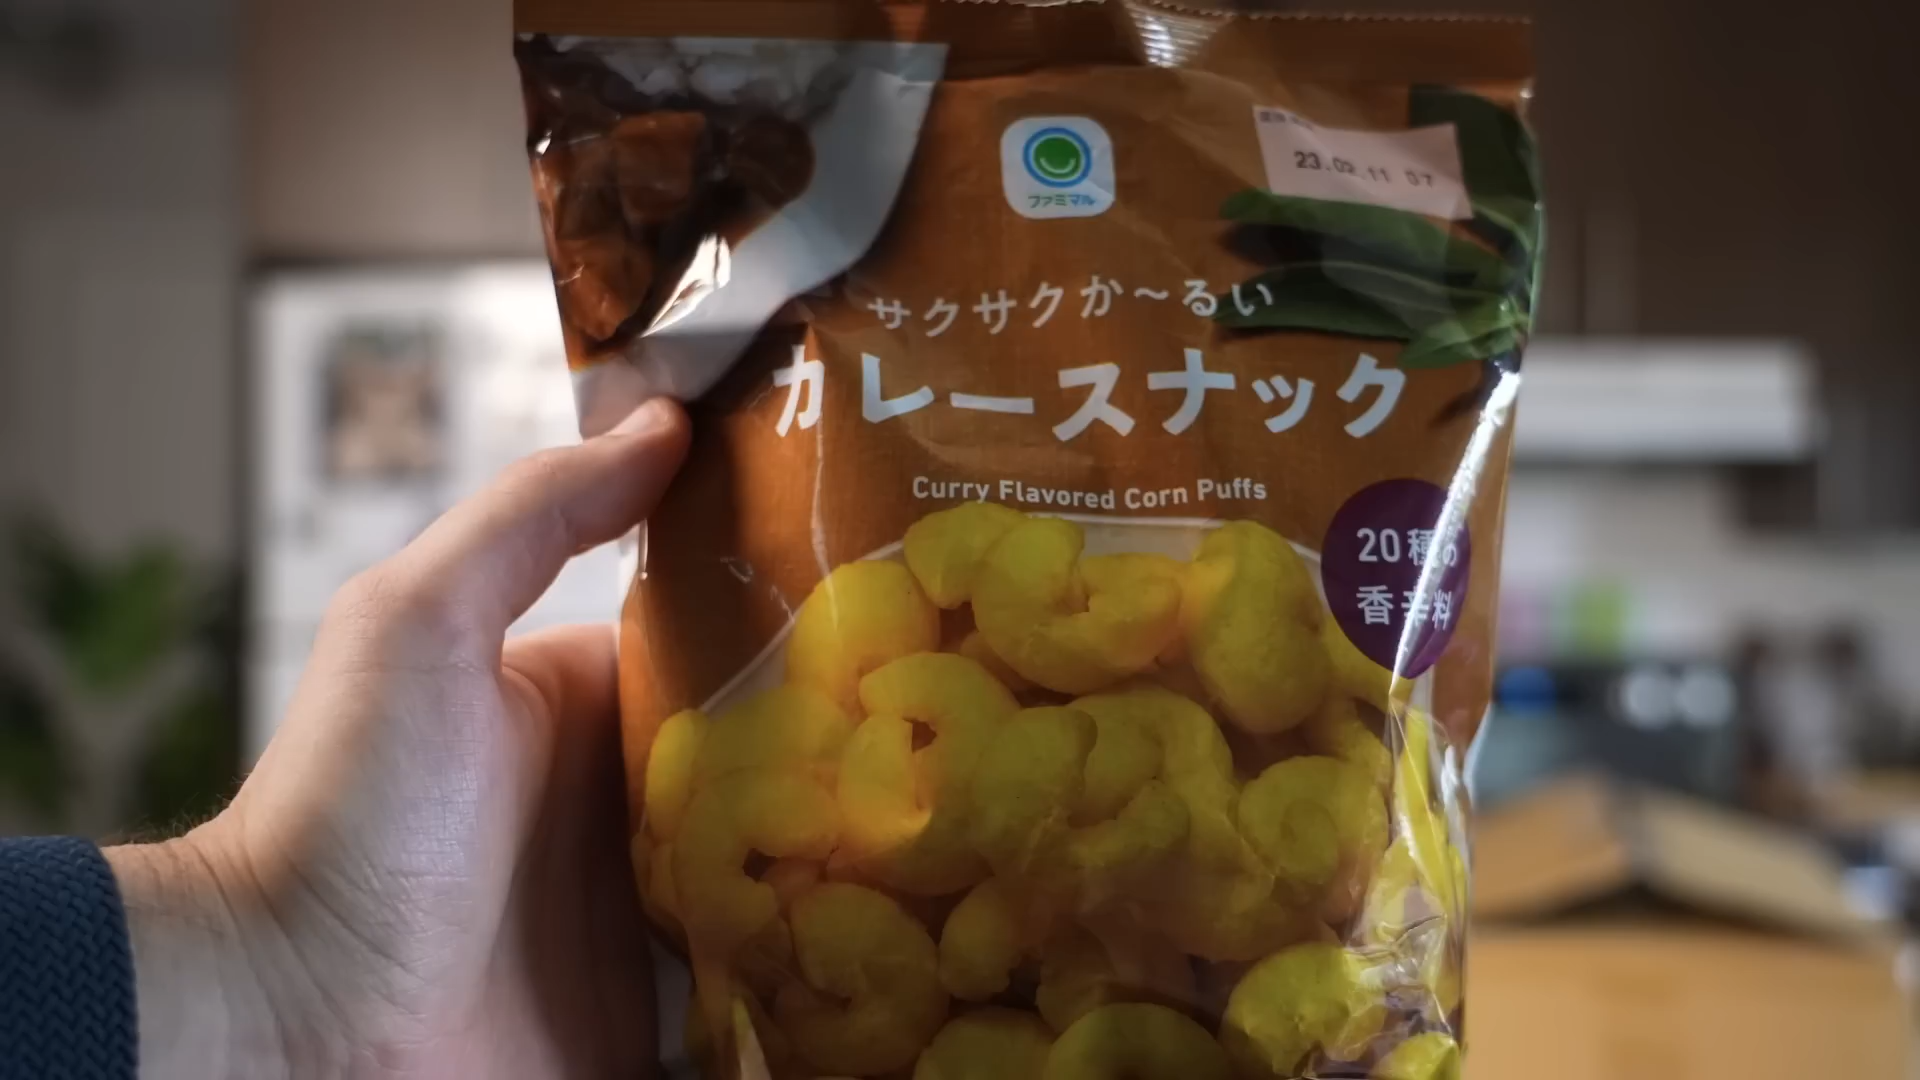 ファミマル
23.02.11 07
サクサクか〜るい
カレースナック
Curry Flavored Corn Puffs
20種の
香辛料